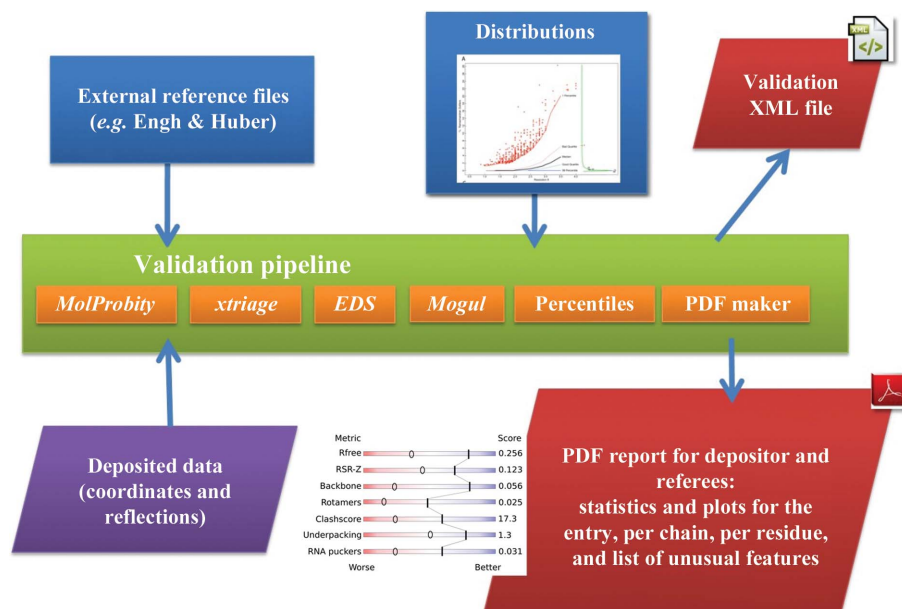 External reference files
(e.g. Engh & Huber)
Distributions
A
XML
Validation
XML file
Validation pipeline
MolProbity
xtriage
EDS
Mogul
Percentiles
PDF maker
Deposited data
(coordinates and
reflections)
Metric Score
Rfree 0.256
RSR-Z 0.123
Backbone 0.056
Rotamers 0.025
Clashscore 17.3
Underpacking 1.3
RNA puckers 0.031
Worse Better
PDF report for depositor and
referees:
statistics and plots for the
entry, per chain, per residue,
and list of unusual features